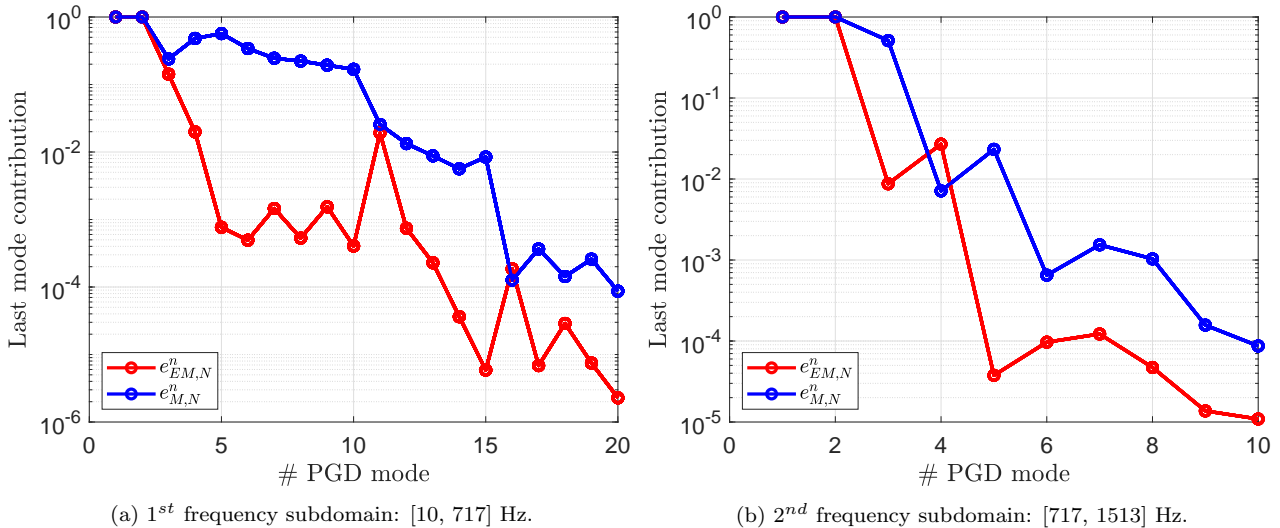 10^0
10^-2
10^-4
10^-6
Last mode contribution
0 5 10 15 20
# PGD mode
e^n_{EM,N}
e^n_{M,N}
(a) 1^{st} frequency subdomain: [10, 717] Hz.
10^0
10^-1
10^-2
10^-3
10^-4
10^-5
Last mode contribution
0 2 4 6 8 10
# PGD mode
e^n_{EM,N}
e^n_{M,N}
(b) 2^{nd} frequency subdomain: [717, 1513] Hz.